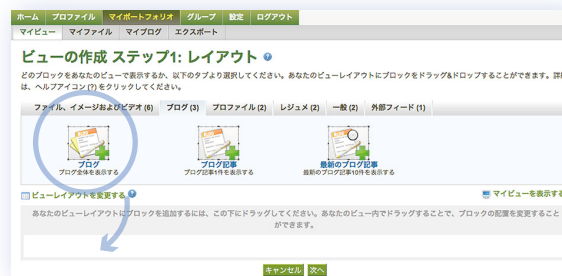 ホーム プロファイル マイポートフォリオ グループ 設定 ログアウト
マイビュー マイファイル マイブログ エクスポート
ビューの作成 ステップ1: レイアウト ?
どのブロックをあなたのビューで表示するか、以下のタブより選択してください。あなたのビューレイアウトにブロックをドラッグ&ドロップすることができます。詳
は、ヘルプアイコン (?) をクリックしてください。
ファイル、イメージおよびビデオ (6) ブログ (3) プロファイル (2) レジュメ (2) 一般 (2) 外部フィード (1)
ブログ ブログ記事 最新のブログ記事
ブログ全体を表示する ブログ記事1件を表示する 最新のブログ記事10件を表示する
ビューレイアウトを変更する ? マイビューを表示する
あなたのビューレイアウトにブロックを追加するには、この下にドラッグしてください。あなたのビュー内でドラッグすることで、ブロックの配置を変更すること
ができます。
キャンセル 次へ